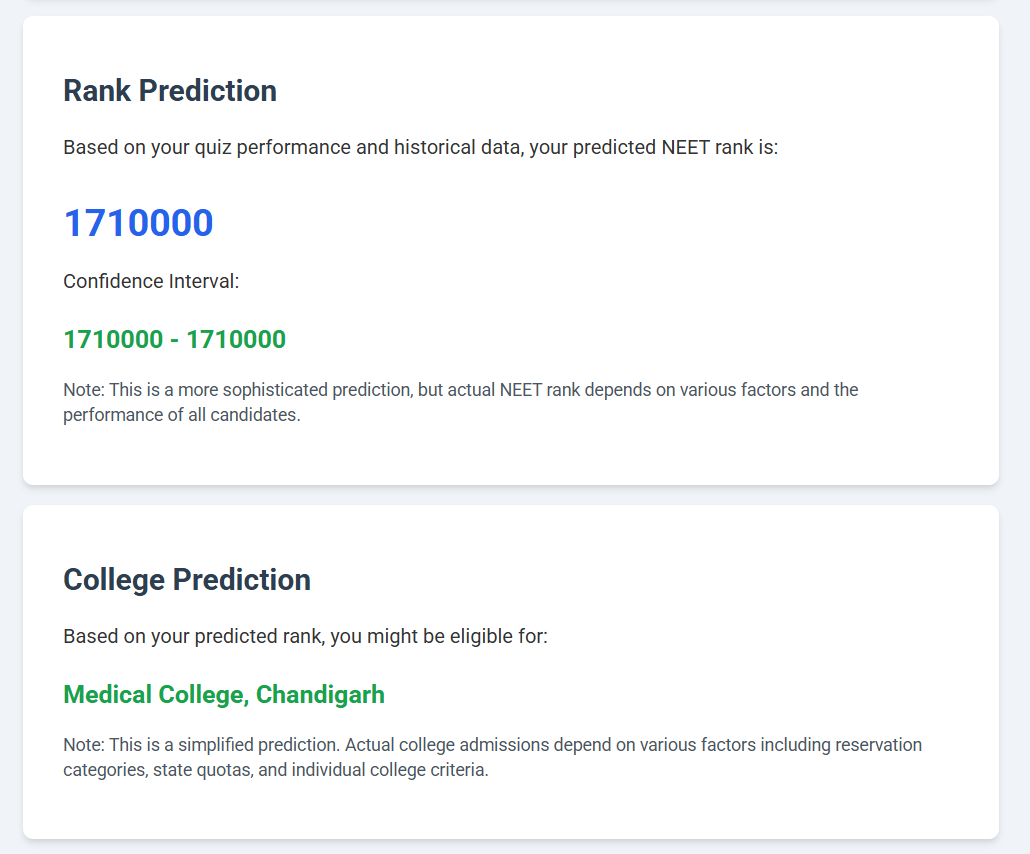 Rank Prediction
Based on your quiz performance and historical data, your predicted NEET rank is:
1710000
Confidence Interval:
1710000 - 1710000
Note: This is a more sophisticated prediction, but actual NEET rank depends on various factors and the
performance of all candidates.
College Prediction
Based on your predicted rank, you might be eligible for:
Medical College, Chandigarh
Note: This is a simplified prediction. Actual college admissions depend on various factors including reservation
categories, state quotas, and individual college criteria.